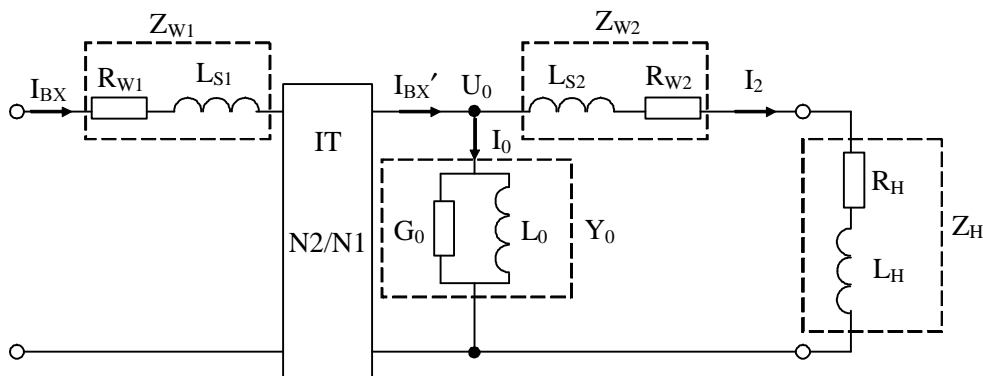 Z_W1
Z_W2
I_BX
R_W1
L_S1
I_BX′
U_0
L_S2
R_W2
I_2
IT
I_0
N2/N1
G_0
L_0
Y_0
R_H
L_H
Z_H